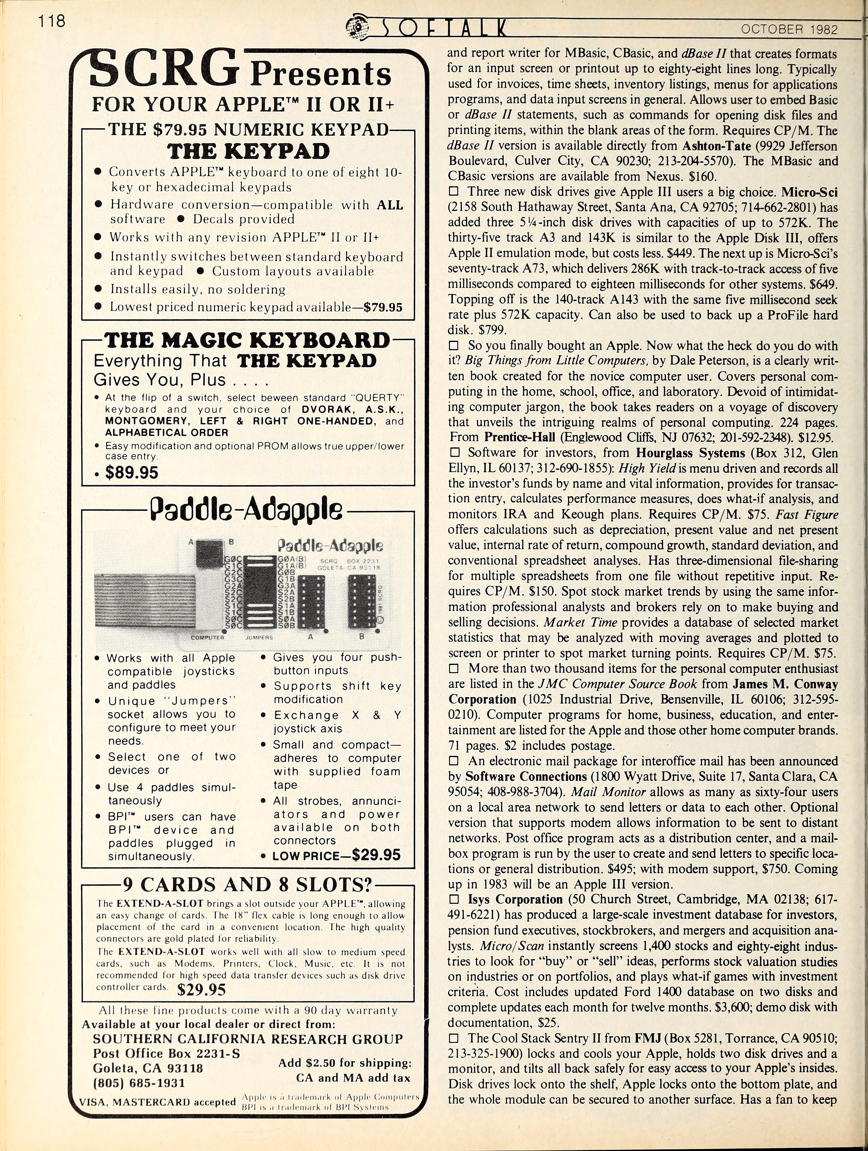 118
SOFTALK
OCTOBER 1982
SCRG Presents
FOR YOUR APPLE™ II OR II+
THE $79.95 NUMERIC KEYPAD
THE KEYPAD
● Converts APPLE™ keyboard to one of eight 10-
key or hexadecimal keypads
● Hardware conversion—compatible with ALL
software ● Decals provided
● Works with any revision APPLE™ II or II+
● Instantly switches between standard keyboard
and keypad ● Custom layouts available
● Installs easily, no soldering
● Lowest priced numeric keypad available—$79.95
THE MAGIC KEYBOARD
Everything That THE KEYPAD
Gives You, Plus . . . .
• At the flip of a switch, select beween standard "QUERTY"
keyboard and your choice of DVORAK, A.S.K.,
MONTGOMERY, LEFT & RIGHT ONE-HANDED, and
ALPHABETICAL ORDER
• Easy modification and optional PROM allows true upper/lower
case entry.
• $89.95
Paddle-Adapple
A B
Paddle-Adapple
SCRG BOX 2231
GOLETA CA 93118
G0C G0A(B)
G1C G1A(B)
G2C G0B
G3C G1B
G2A G3A
S2C S2A
S2B S2B
S1C S1A
S1C S1B
S0C S0A
S0C S0B
COMPUTER JUMPERS A B
• Works with all Apple
compatible joysticks
and paddles
• Unique "Jumpers"
socket allows you to
configure to meet your
needs.
• Select one of two
devices or
• Use 4 paddles simul-
taneously
• BPI™ users can have
BPI™ device and
paddles plugged in
simultaneously.
• Gives you four push-
button inputs
• Supports shift key
modification
• Exchange X & Y
joystick axis
• Small and compact—
adheres to computer
with supplied foam
tape
• All strobes, annunci-
ators and power
available on both
connectors
• LOW PRICE—$29.95
9 CARDS AND 8 SLOTS?
The EXTEND-A-SLOT brings a slot outside your APPLE™, allowing
an easy change of cards. The 18" flex cable is long enough to allow
placement of the card in a convenient location. The high quality
connectors are gold plated for reliability.
The EXTEND-A-SLOT works well with all slow to medium speed
cards, such as Modems, Printers, Clock, Music, etc. It is not
recommended for high speed data transfer devices such as disk drive
controller cards. $29.95
All these fine products come with a 90 day warranty
Available at your local dealer or direct from:
SOUTHERN CALIFORNIA RESEARCH GROUP
Post Office Box 2231-S
Goleta, CA 93118
(805) 685-1931
Add $2.50 for shipping:
CA and MA add tax
VISA, MASTERCARD accepted
Apple is a trademark of Apple Computers
BPI is a trademark of BPI Systems
and report writer for MBasic, CBasic, and dBase II that creates formats
for an input screen or printout up to eighty-eight lines long. Typically
used for invoices, time sheets, inventory listings, menus for applications
programs, and data input screens in general. Allows user to embed Basic
or dBase II statements, such as commands for opening disk files and
printing items, within the blank areas of the form. Requires CP/M. The
dBase II version is available directly from Ashton-Tate (9929 Jefferson
Boulevard, Culver City, CA 90230; 213-204-5570). The MBasic and
CBasic versions are available from Nexus. $160.
□ Three new disk drives give Apple III users a big choice. Micro-Sci
(2158 South Hathaway Street, Santa Ana, CA 92705; 714-662-2801) has
added three 5¼-inch disk drives with capacities of up to 572K. The
thirty-five track A3 and 143K is similar to the Apple Disk III, offers
Apple II emulation mode, but costs less. $449. The next up is Micro-Sci's
seventy-track A73, which delivers 286K with track-to-track access of five
milliseconds compared to eighteen milliseconds for other systems. $649.
Topping off is the 140-track A143 with the same five millisecond seek
rate plus 572K capacity. Can also be used to back up a ProFile hard
disk. $799.
□ So you finally bought an Apple. Now what the heck do you do with
it? Big Things from Little Computers, by Dale Peterson, is a clearly writ-
ten book created for the novice computer user. Covers personal com-
puting in the home, school, office, and laboratory. Devoid of intimidat-
ing computer jargon, the book takes readers on a voyage of discovery
that unveils the intriguing realms of personal computing. 224 pages.
From Prentice-Hall (Englewood Cliffs, NJ 07632; 201-592-2348). $12.95.
□ Software for investors, from Hourglass Systems (Box 312, Glen
Ellyn, IL 60137; 312-690-1855): High Yield is menu driven and records all
the investor's funds by name and vital information, provides for transac-
tion entry, calculates performance measures, does what-if analysis, and
monitors IRA and Keough plans. Requires CP/M. $75. Fast Figure
offers calculations such as depreciation, present value and net present
value, internal rate of return, compound growth, standard deviation, and
conventional spreadsheet analyses. Has three-dimensional file-sharing
for multiple spreadsheets from one file without repetitive input. Re-
quires CP/M. $150. Spot stock market trends by using the same infor-
mation professional analysts and brokers rely on to make buying and
selling decisions. Market Time provides a database of selected market
statistics that may be analyzed with moving averages and plotted to
screen or printer to spot market turning points. Requires CP/M. $75.
□ More than two thousand items for the personal computer enthusiast
are listed in the JMC Computer Source Book from James M. Conway
Corporation (1025 Industrial Drive, Bensenville, IL 60106; 312-595-
0210). Computer programs for home, business, education, and enter-
tainment are listed for the Apple and those other home computer brands.
71 pages. $2 includes postage.
□ An electronic mail package for interoffice mail has been announced
by Software Connections (1800 Wyatt Drive, Suite 17, Santa Clara, CA
95054; 408-988-3704). Mail Monitor allows as many as sixty-four users
on a local area network to send letters or data to each other. Optional
version that supports modem allows information to be sent to distant
networks. Post office program acts as a distribution center, and a mail-
box program is run by the user to create and send letters to specific loca-
tions or general distribution. $495; with modem support, $750. Coming
up in 1983 will be an Apple III version.
□ Isys Corporation (50 Church Street, Cambridge, MA 02138; 617-
491-6221) has produced a large-scale investment database for investors,
pension fund executives, stockbrokers, and mergers and acquisition ana-
lysts. Micro/Scan instantly screens 1,400 stocks and eighty-eight indus-
tries to look for "buy" or "sell" ideas, performs stock valuation studies
on industries or on portfolios, and plays what-if games with investment
criteria. Cost includes updated Ford 1400 database on two disks and
complete updates each month for twelve months. $3,600; demo disk with
documentation, $25.
□ The Cool Stack Sentry II from FMJ (Box 5281, Torrance, CA 90510;
213-325-1900) locks and cools your Apple, holds two disk drives and a
monitor, and tilts all back safely for easy access to your Apple's insides.
Disk drives lock onto the shelf, Apple locks onto the bottom plate, and
the whole module can be secured to another surface. Has a fan to keep